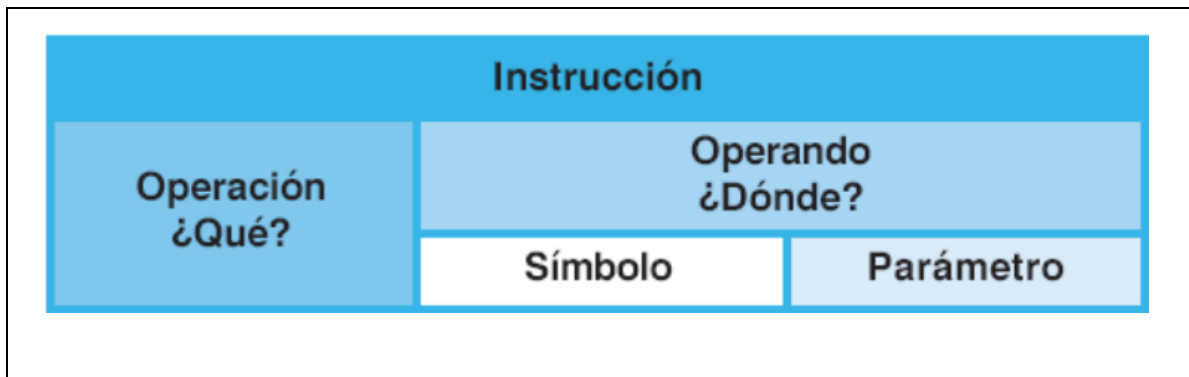 Instrucción
Operación
¿Qué?
Operando
¿Dónde?
Símbolo
Parámetro